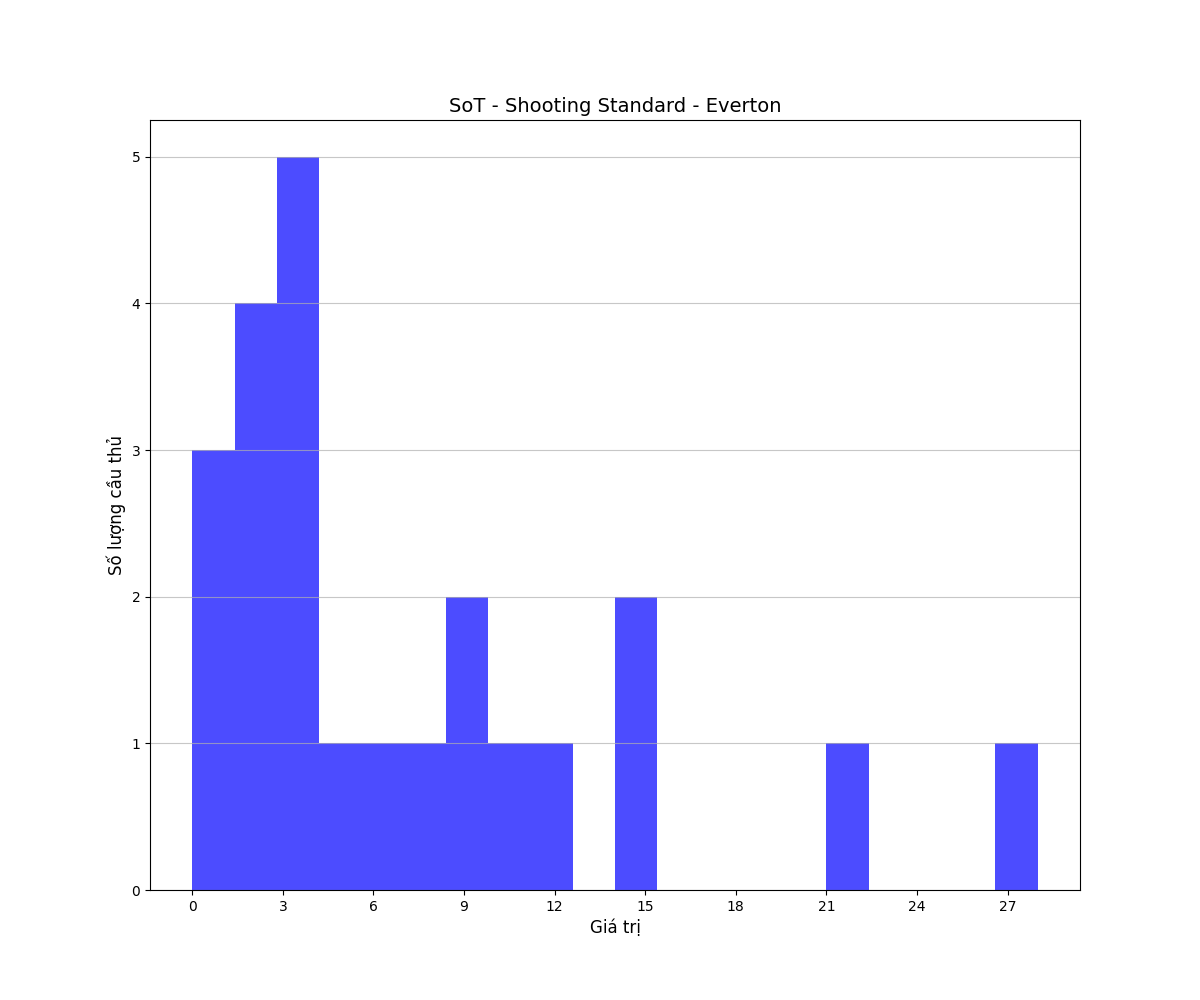 SoT - Shooting Standard - Everton
Số lượng cầu thủ
5
4
3
2
1
0
0 3 6 9 12 15 18 21 24 27
Giá trị